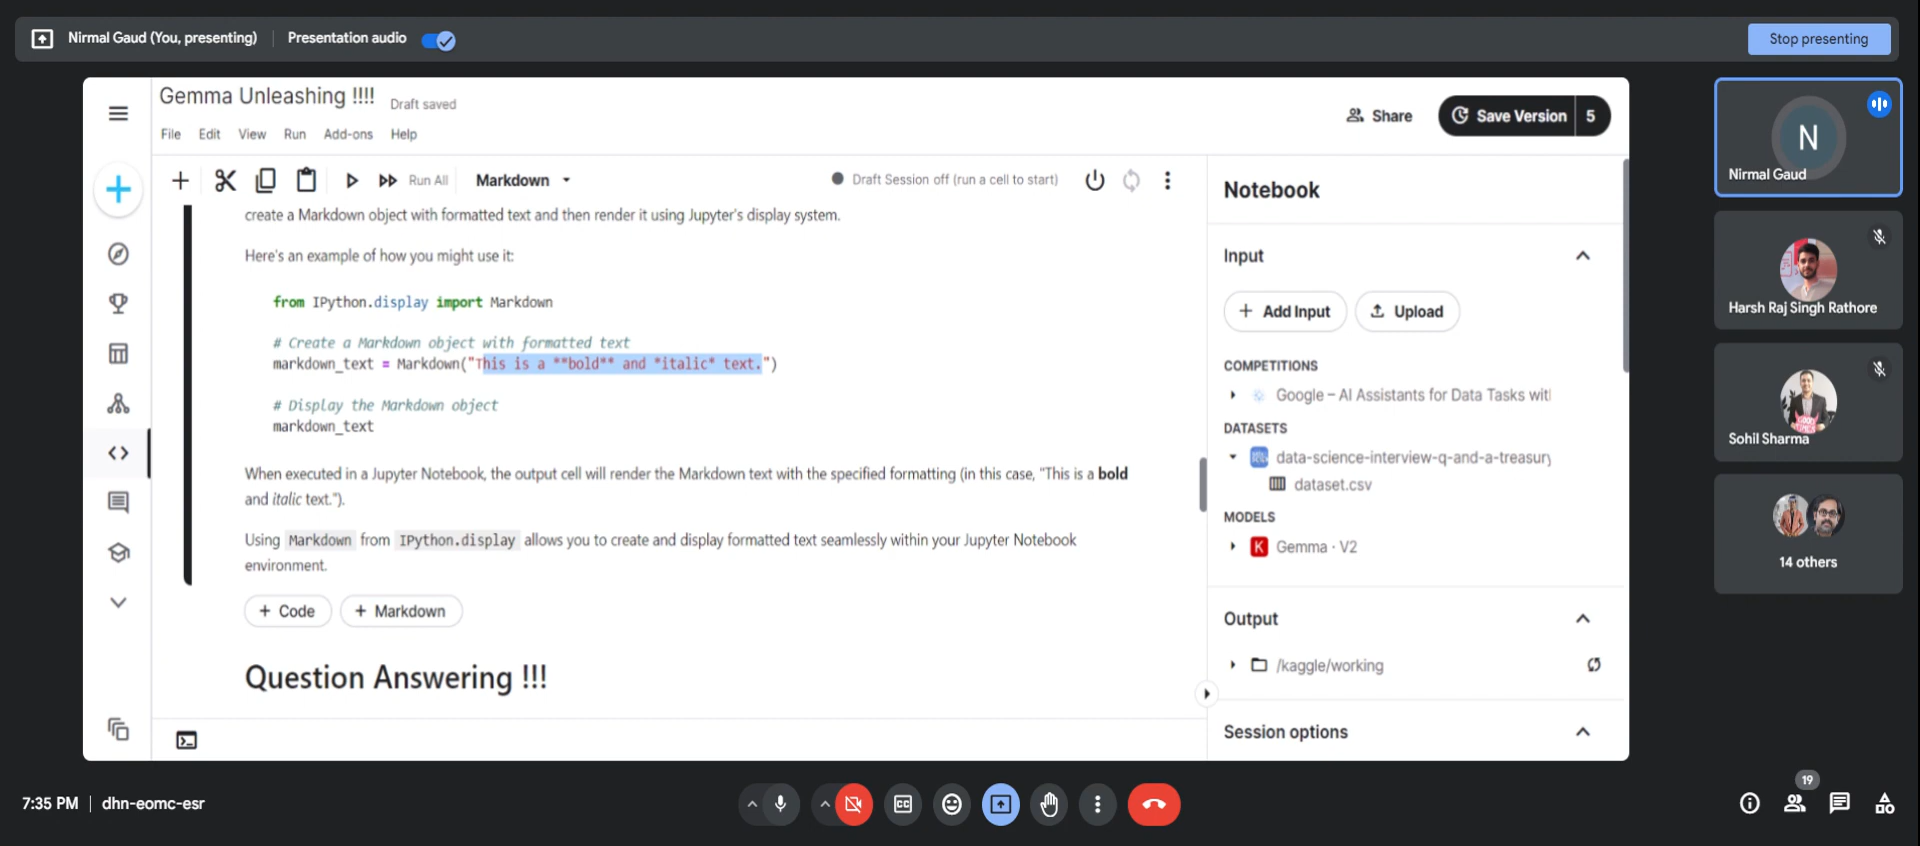 Nirmal Gaud (You, presenting)
Presentation audio
Stop presenting
Gemma Unleashing !!!!
Draft saved
File Edit View Run Add-ons Help
Share
Save Version 5
Run All
Markdown
Draft Session off (run a cell to start)
create a Markdown object with formatted text and then render it using Jupyter's display system.
Here's an example of how you might use it:
from IPython.display import Markdown
# Create a Markdown object with formatted text
markdown_text = Markdown("This is a **bold** and *italic* text.")
# Display the Markdown object
markdown_text
When executed in a Jupyter Notebook, the output cell will render the Markdown text with the specified formatting (in this case, "This is a bold
and italic text.").
Using Markdown from IPython.display allows you to create and display formatted text seamlessly within your Jupyter Notebook
environment.
+ Code
+ Markdown
Question Answering !!!
Notebook
Input
+ Add Input
Upload
COMPETITIONS
Google – AI Assistants for Data Tasks wit
DATASETS
data-science-interview-q-and-a-treasury
dataset.csv
MODELS
K
Gemma · V2
Output
/kaggle/working
Session options
N
Nirmal Gaud
Harsh Raj Singh Rathore
Sohil Sharma
14 others
7:35 PM | dhn-eomc-esr
CC
19